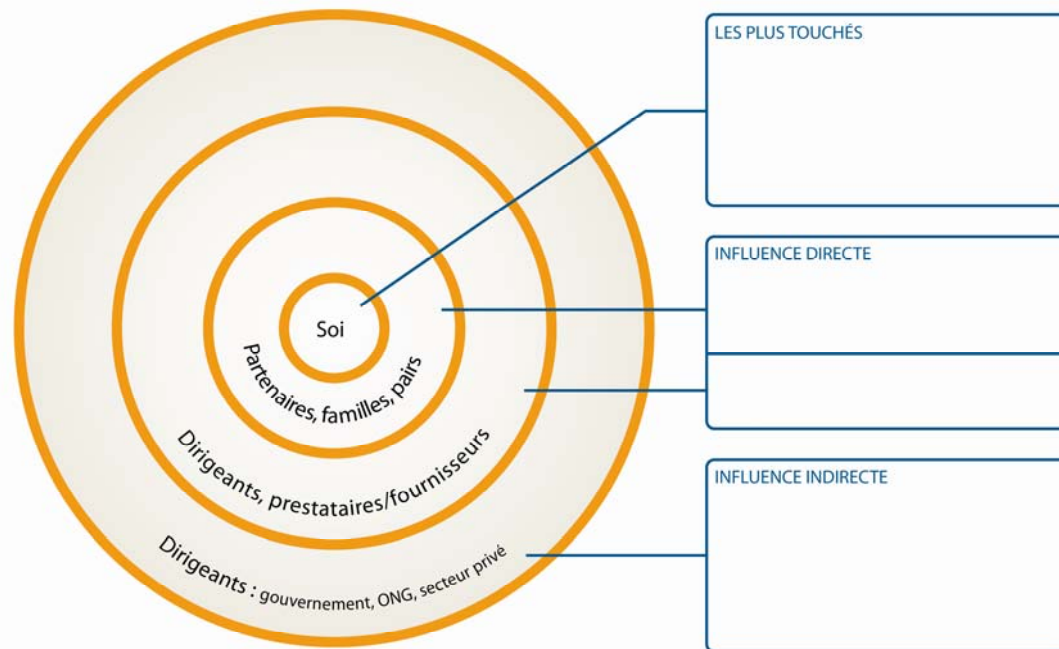 Soi
Partenaires, familles, pairs
Dirigeants, prestataires/fournisseurs
Dirigeants : gouvernement, ONG, secteur privé
LES PLUS TOUCHÉS
INFLUENCE DIRECTE
INFLUENCE INDIRECTE